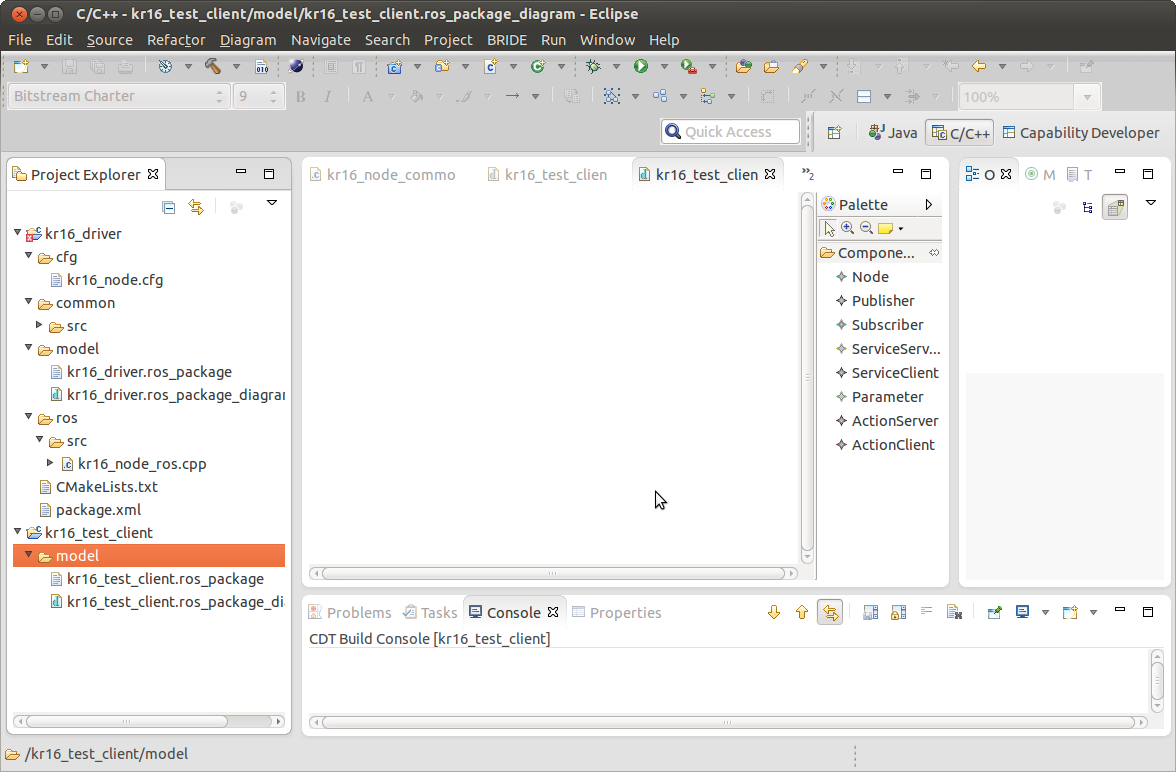 C/C++ - kr16_test_client/model/kr16_test_client.ros_package_diagram - Eclipse
File Edit Source Refactor Diagram Navigate Search Project BRIDE Run Window Help
010
Bitstream Charter 9 B I A 100%
Quick Access Java C/C++ Capability Developer
Project Explorer
kr16_driver
cfg
kr16_node.cfg
common
src
model
kr16_driver.ros_package
kr16_driver.ros_package_diagrar
ros
src
kr16_node_ros.cpp
CMakeLists.txt
package.xml
kr16_test_client
model
kr16_test_client.ros_package
kr16_test_client.ros_package_di
kr16_node_commo kr16_test_clien kr16_test_clien »2
Palette
Compone...
Node
Publisher
Subscriber
ServiceServ...
ServiceClient
Parameter
ActionServer
ActionClient
O M T
Problems Tasks Console Properties
CDT Build Console [kr16_test_client]
/kr16_test_client/model